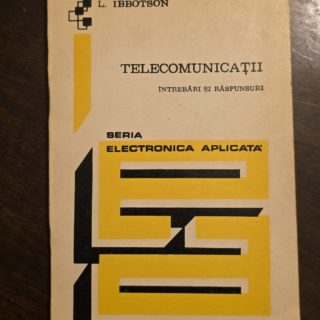 L. IBBOTSON
TELECOMUNICAȚII
ÎNTREBĂRI ȘI RĂSPUNSURI
SERIA
ELECTRONICA APLICATĂ